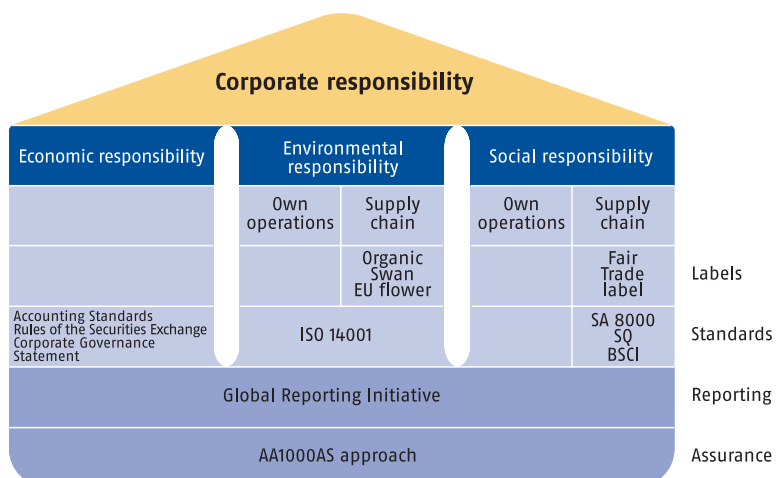 Corporate responsibility
Economic responsibility
Environmental
responsibility
Social responsibility
Own
operations
Supply
chain
Own
operations
Supply
chain
Organic
Swan
EU flower
Fair
Trade
label
Labels
Accounting Standards
Rules of the Securities Exchange
Corporate Governance
Statement
ISO 14001
SA 8000
SQ
BSCI
Standards
Global Reporting Initiative
Reporting
AA1000AS approach
Assurance